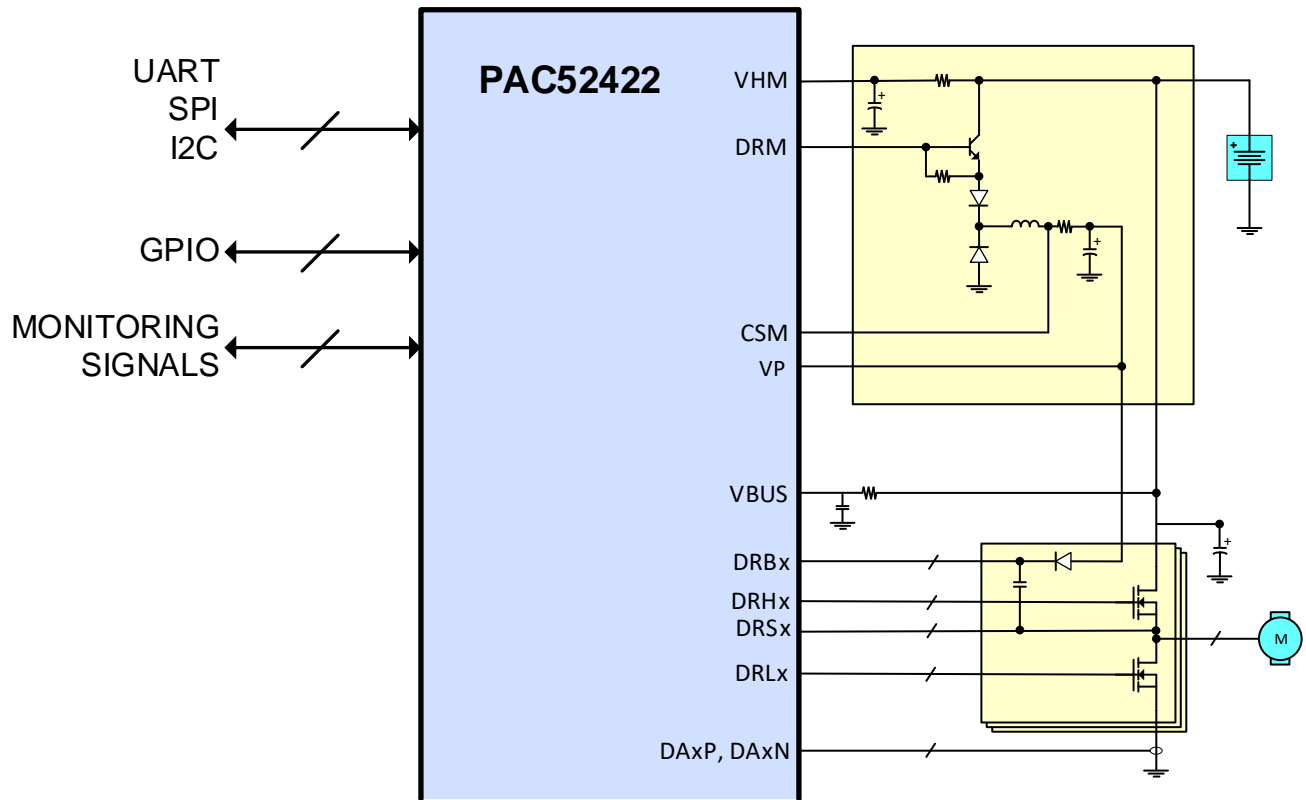 UART
SPI
I2C
GPIO
MONITORING
SIGNALS
PAC52422
VHM
DRM
CSM
VP
VBUS
DRBx
DRHx
DRSx
DRLx
DAxP, DAxN
+
+
+
+
M